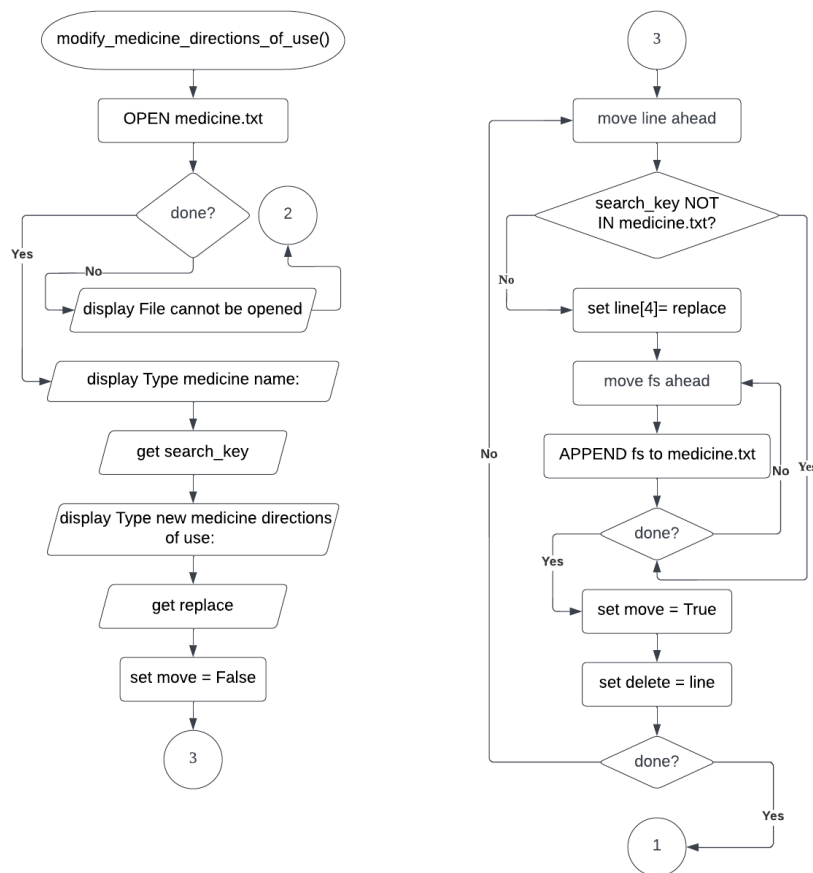 modify_medicine_directions_of_use()
OPEN medicine.txt
done?
2
Yes
No
display File cannot be opened
display Type medicine name:
get search_key
display Type new medicine directions
of use:
get replace
set move = False
3
3
move line ahead
search_key NOT
IN medicine.txt?
No
set line[4]= replace
move fs ahead
No
APPEND fs to medicine.txt
No
Yes
done?
Yes
set move = True
set delete = line
done?
Yes
1